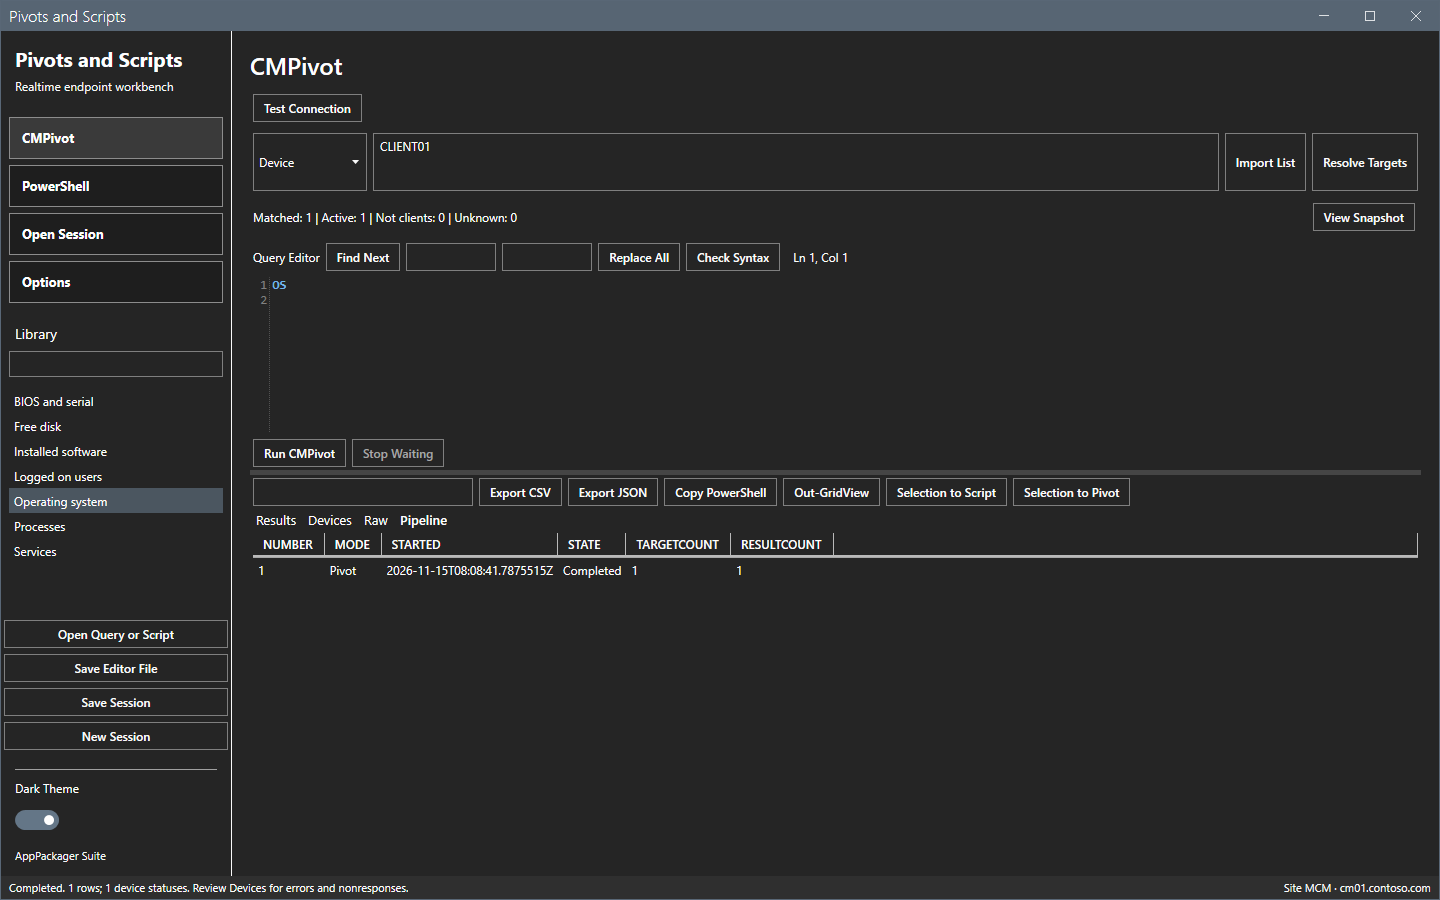 Pivots and Scripts
Pivots and Scripts
Realtime endpoint workbench
CMPivot
PowerShell
Open Session
Options
Library
BIOS and serial
Free disk
Installed software
Logged on users
Operating system
Processes
Services
Open Query or Script
Save Editor File
Save Session
New Session
Dark Theme
AppPackager Suite
CMPivot
Test Connection
Device
CLIENT01
Import List
Resolve Targets
Matched: 1 | Active: 1 | Not clients: 0 | Unknown: 0
View Snapshot
Query Editor
Find Next
Replace All
Check Syntax
Ln 1, Col 1
1 OS
2
Run CMPivot
Stop Waiting
Export CSV
Export JSON
Copy PowerShell
Out-GridView
Selection to Script
Selection to Pivot
Results Devices Raw Pipeline
NUMBER MODE STARTED STATE TARGETCOUNT RESULTCOUNT
1 Pivot 2026-11-15T08:08:41.7875515Z Completed 1 1
Completed. 1 rows; 1 device statuses. Review Devices for errors and nonresponses.
Site MCM · cm01.contoso.com